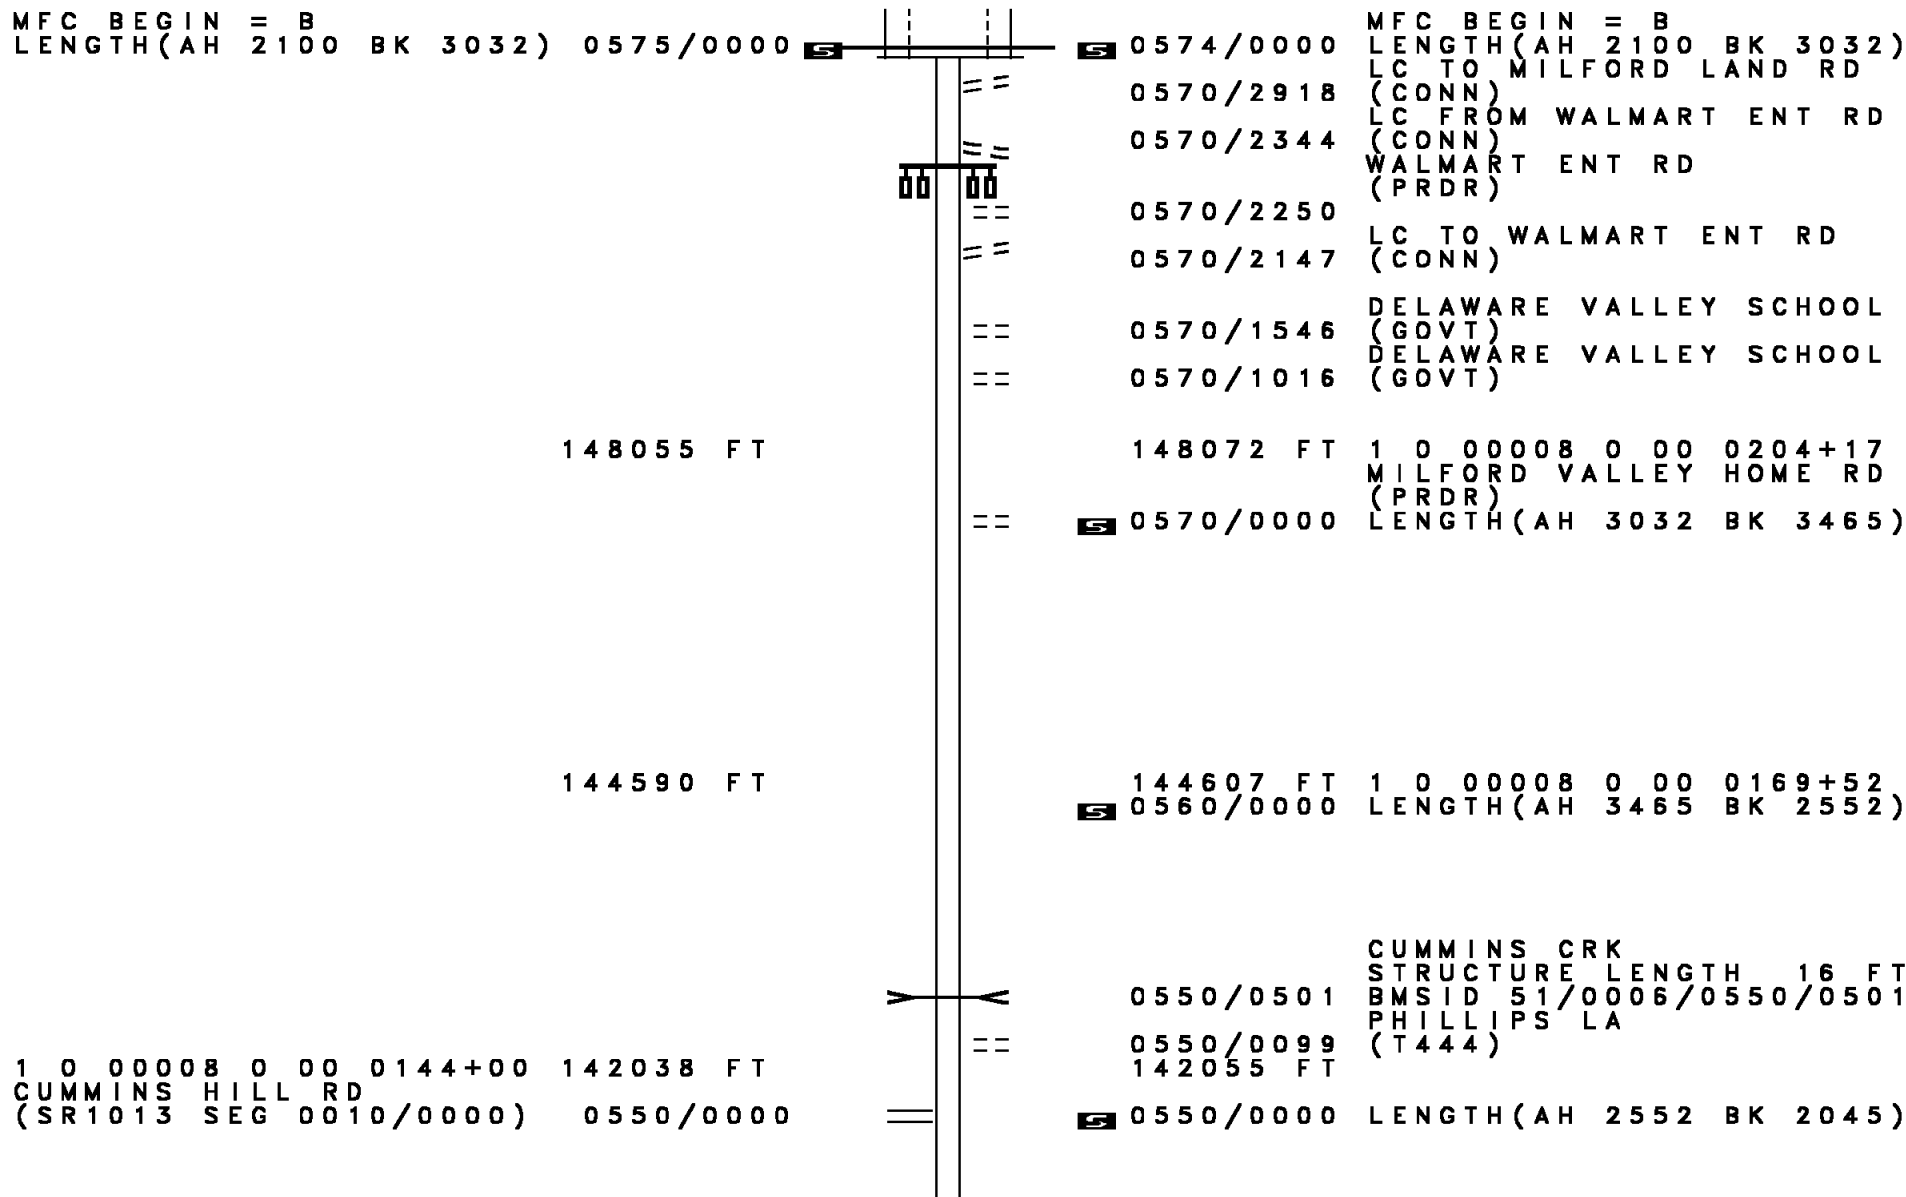 MFC BEGIN = B
LENGTH(AH 2100 BK 3032) 0575/0000 S
MFC BEGIN = B
S 0574/0000 LENGTH(AH 2100 BK 3032)
LC TO MILFORD LAND RD
0570/2918 (CONN)
LC FROM WALMART ENT RD
0570/2344 (CONN)
WALMART ENT RD
(PRDR)
0570/2250
LC TO WALMART ENT RD
0570/2147 (CONN)
DELAWARE VALLEY SCHOOL
0570/1546 (GOVT)
DELAWARE VALLEY SCHOOL
0570/1016 (GOVT)
148055 FT 148072 FT 1 0 00008 0 00 0204+17
MILFORD VALLEY HOME RD
(PRDR)
S 0570/0000 LENGTH(AH 3032 BK 3465)
144590 FT 144607 FT 1 0 00008 0 00 0169+52
S 0560/0000 LENGTH(AH 3465 BK 2552)
CUMMINS CRK
STRUCTURE LENGTH 16 FT
0550/0501 BMSID 51/0006/0550/0501
PHILLIPS LA
0550/0099 (T444)
1 0 00008 0 00 0144+00 142038 FT 142055 FT
CUMMINS HILL RD
(SR1013 SEG 0010/0000) 0550/0000 S 0550/0000 LENGTH(AH 2552 BK 2045)